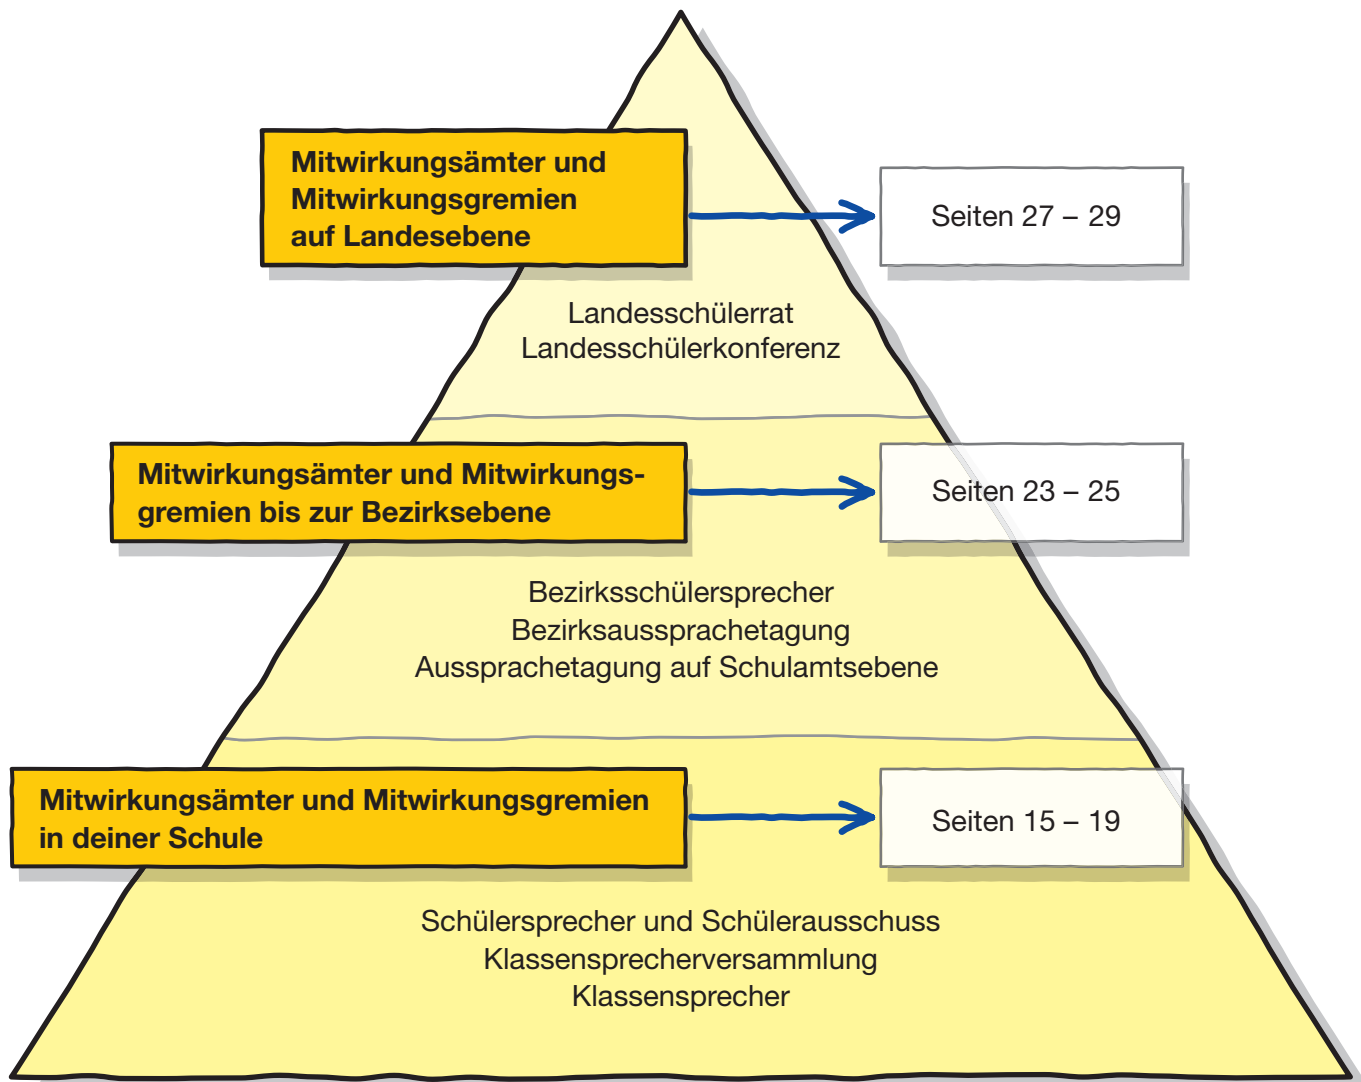 Mitwirkungsämter und
Mitwirkungsgremien
auf Landesebene
Seiten 27 – 29
Landesschülerrat
Landesschülerkonferenz
Mitwirkungsämter und Mitwirkungs-
gremien bis zur Bezirksebene
Seiten 23 – 25
Bezirksschülersprecher
Bezirksaussprachetagung
Aussprachetagung auf Schulamtsebene
Mitwirkungsämter und Mitwirkungsgremien
in deiner Schule
Seiten 15 – 19
Schülersprecher und Schülerausschuss
Klassensprecherversammlung
Klassensprecher